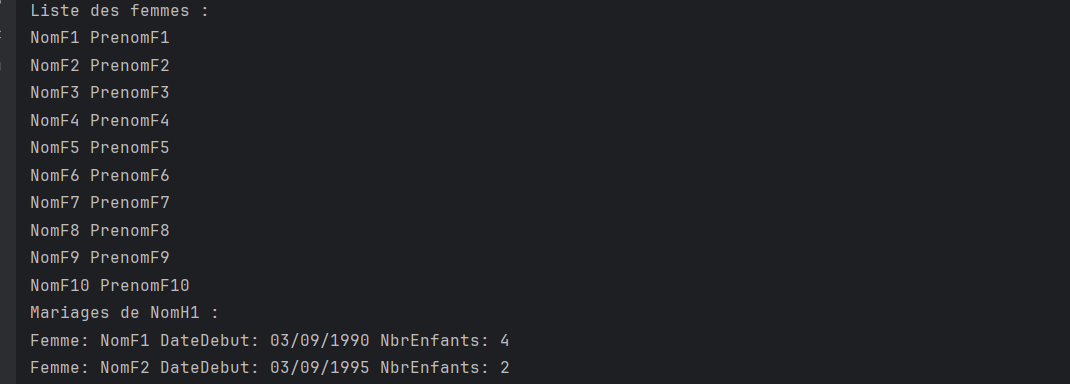 Liste des femmes :
NomF1 PrenomF1
NomF2 PrenomF2
NomF3 PrenomF3
NomF4 PrenomF4
NomF5 PrenomF5
NomF6 PrenomF6
NomF7 PrenomF7
NomF8 PrenomF8
NomF9 PrenomF9
NomF10 PrenomF10
Mariages de NomH1 :
Femme: NomF1 DateDebut: 03/09/1990 NbrEnfants: 4
Femme: NomF2 DateDebut: 03/09/1995 NbrEnfants: 2